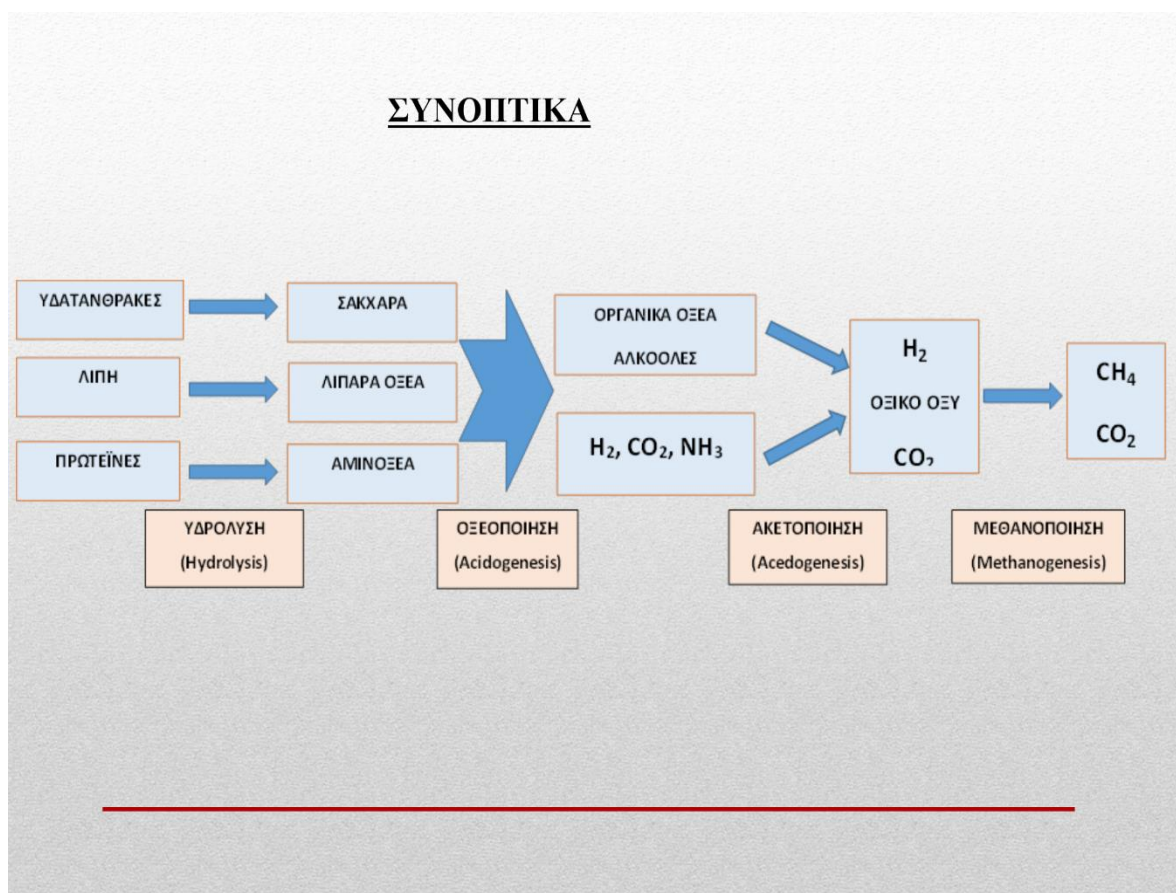 ΣΥΝΟΠΤΙΚΑ
ΥΔΑΤΑΝΘΡΑΚΕΣ
ΣΑΚΧΑΡΑ
ΛΙΠΗ
ΛΙΠΑΡΑ ΟΞΕΑ
ΠΡΩΤΕΪΝΕΣ
ΑΜΙΝΟΞΕΑ
ΟΡΓΑΝΙΚΑ ΟΞΕΑ
ΑΛΚΟΟΛΕΣ
H₂, CO₂, NH₃
H₂
ΟΞΙΚΟ ΟΞΥ
CO₂
CH₄
CO₂
ΥΔΡΟΛΥΣΗ
(Hydrolysis)
ΟΞΕΟΠΟΙΗΣΗ
(Acidogenesis)
ΑΚΕΤΟΠΟΙΗΣΗ
(Acedogenesis)
ΜΕΘΑΝΟΠΟΙΗΣΗ
(Methanogenesis)